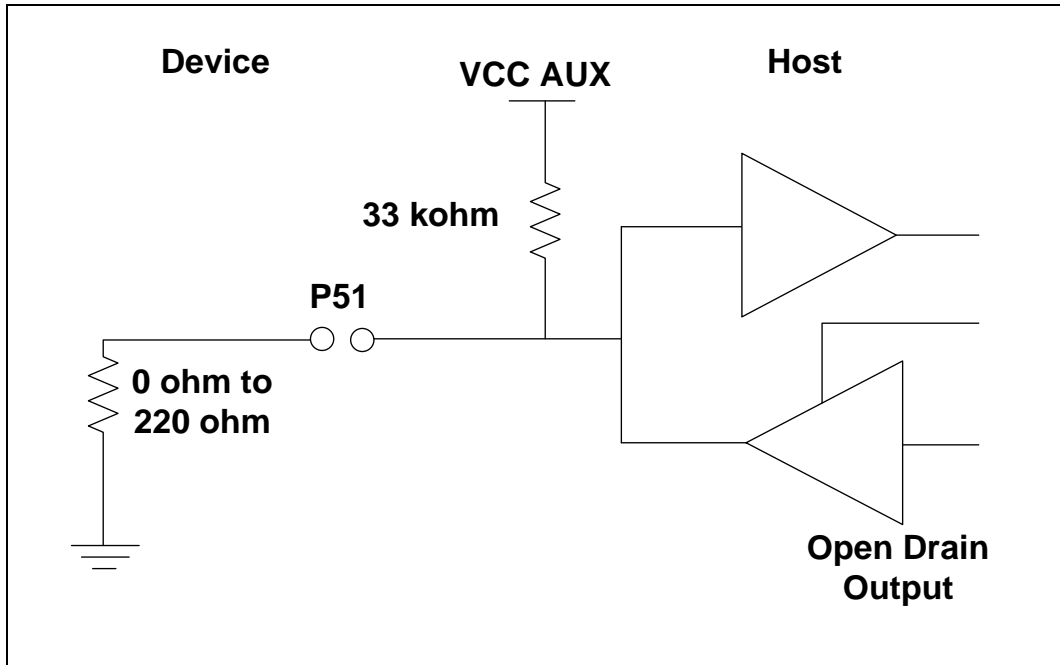 Device
VCC AUX
Host
33 kohm
P51
0 ohm to
220 ohm
Open Drain
Output